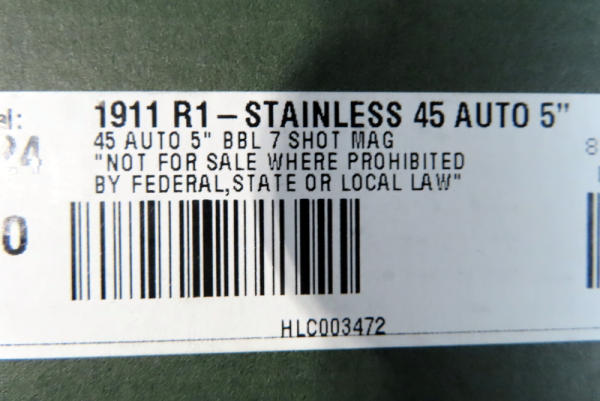 1911 R1-STAINLESS 45 AUTO 5"
45 AUTO 5" BBL 7 SHOT MAG
"NOT FOR SALE WHERE PROHIBITED
BY FEDERAL,STATE OR LOCAL LAW"
HLC003472